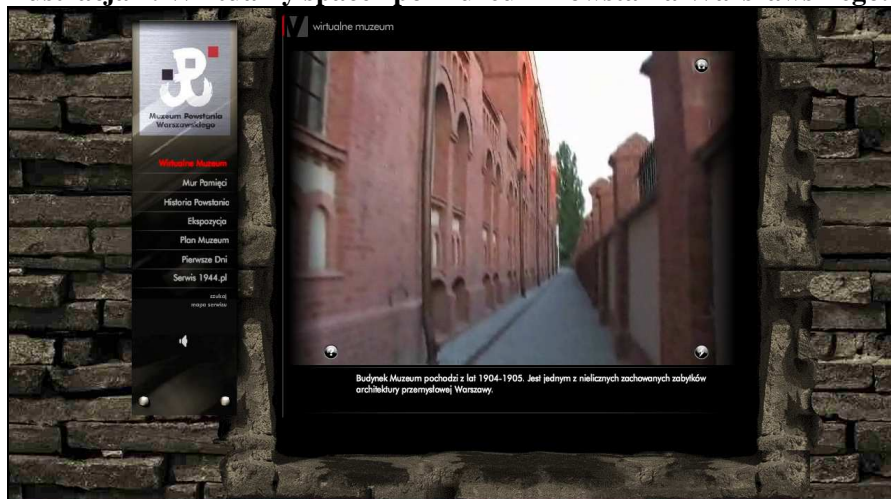 wirtualne muzeum
Muzeum Powstania
Warszawskiego
Wirtualne Muzeum
Mur Pamięci
Historia Powstania
Ekspozycja
Plan Muzeum
Pierwsze Dni
Serwis 1944.pl
szukaj
mapa serwisu
Budynek Muzeum pochodzi z lat 1904-1905. Jest jednym z nielicznych zachowanych zabytków
architektury przemysłowej Warszawy.